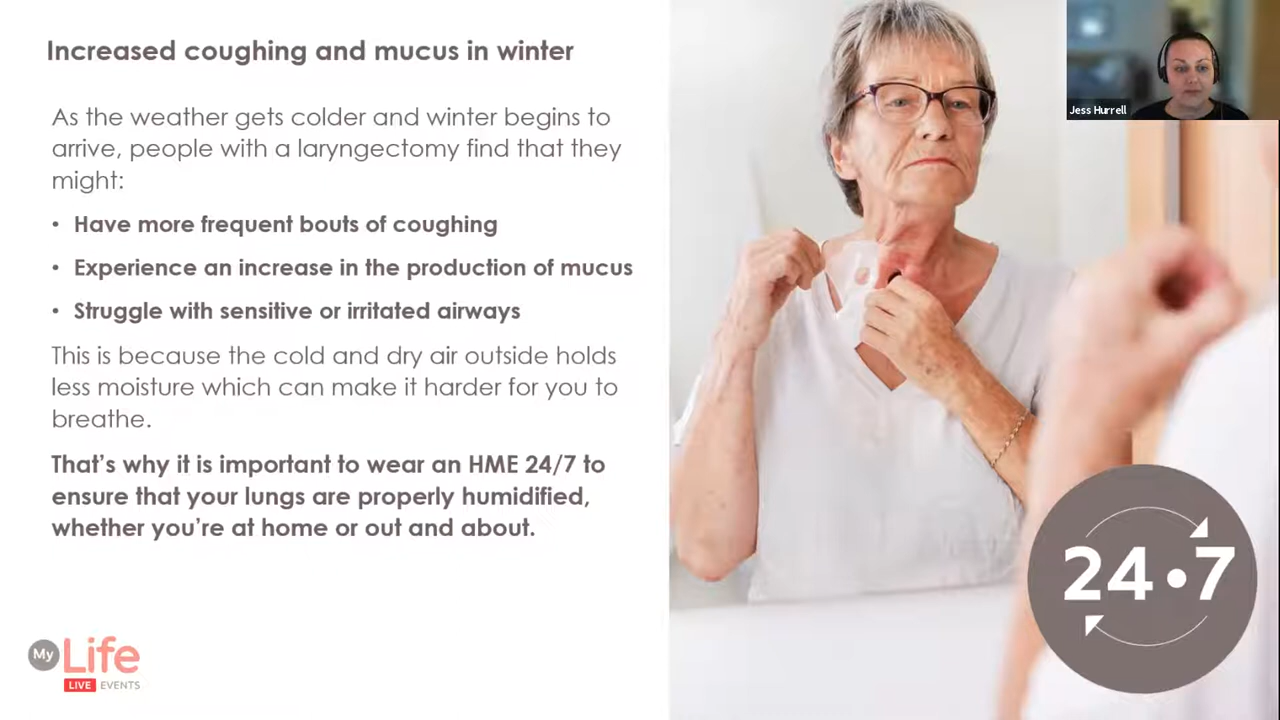 Increased coughing and mucus in winter
As the weather gets colder and winter begins to
arrive, people with a laryngectomy find that they
might:
• Have more frequent bouts of coughing
• Experience an increase in the production of mucus
• Struggle with sensitive or irritated airways
This is because the cold and dry air outside holds
less moisture which can make it harder for you to
breathe.
That’s why it is important to wear an HME 24/7 to
ensure that your lungs are properly humidified,
whether you’re at home or out and about.
My Life
LIVE EVENTS
Jess Hurrell
24•7